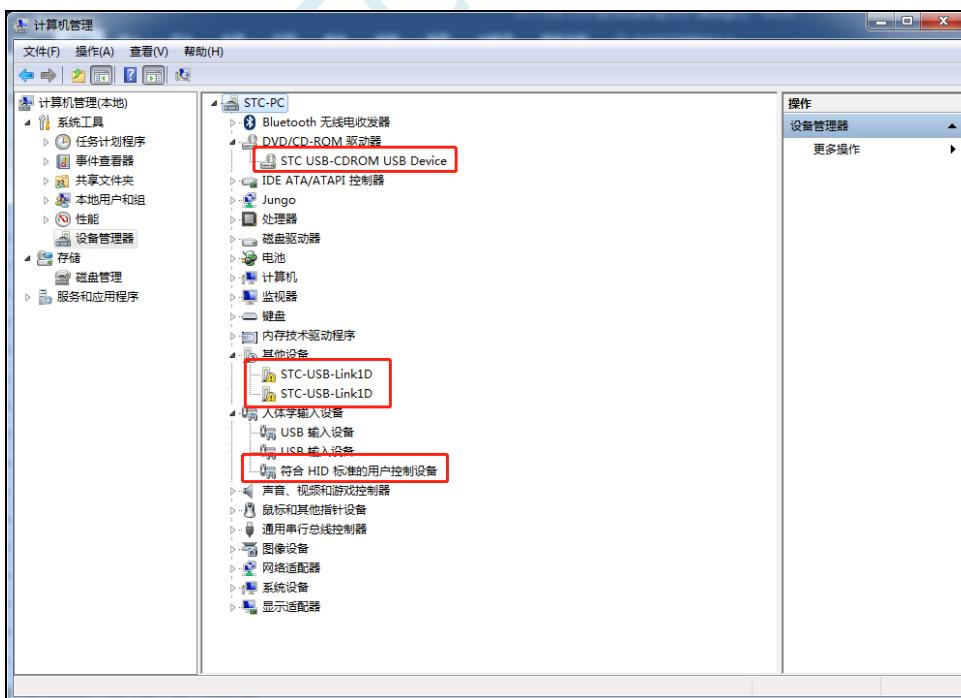 计算机管理
文件(F) 操作(A) 查看(V) 帮助(H)
计算机管理(本地)
系统工具
任务计划程序
事件查看器
共享文件夹
本地用户和组
性能
设备管理器
存储
磁盘管理
服务和应用程序
STC-PC
Bluetooth 无线电收发器
DVD/CD-ROM 驱动器
STC USB-CDROM USB Device
IDE ATA/ATAPI 控制器
Jungo
处理器
磁盘驱动器
电池
计算机
监视器
键盘
内存技术驱动程序
其他设备
STC-USB-Link1D
STC-USB-Link1D
人体学输入设备
USB 输入设备
USB 输入设备
符合 HID 标准的用户控制设备
声音、视频和游戏控制器
鼠标和其他指针设备
通用串行总线控制器
图像设备
网络适配器
系统设备
显示适配器
操作
设备管理器
更多操作